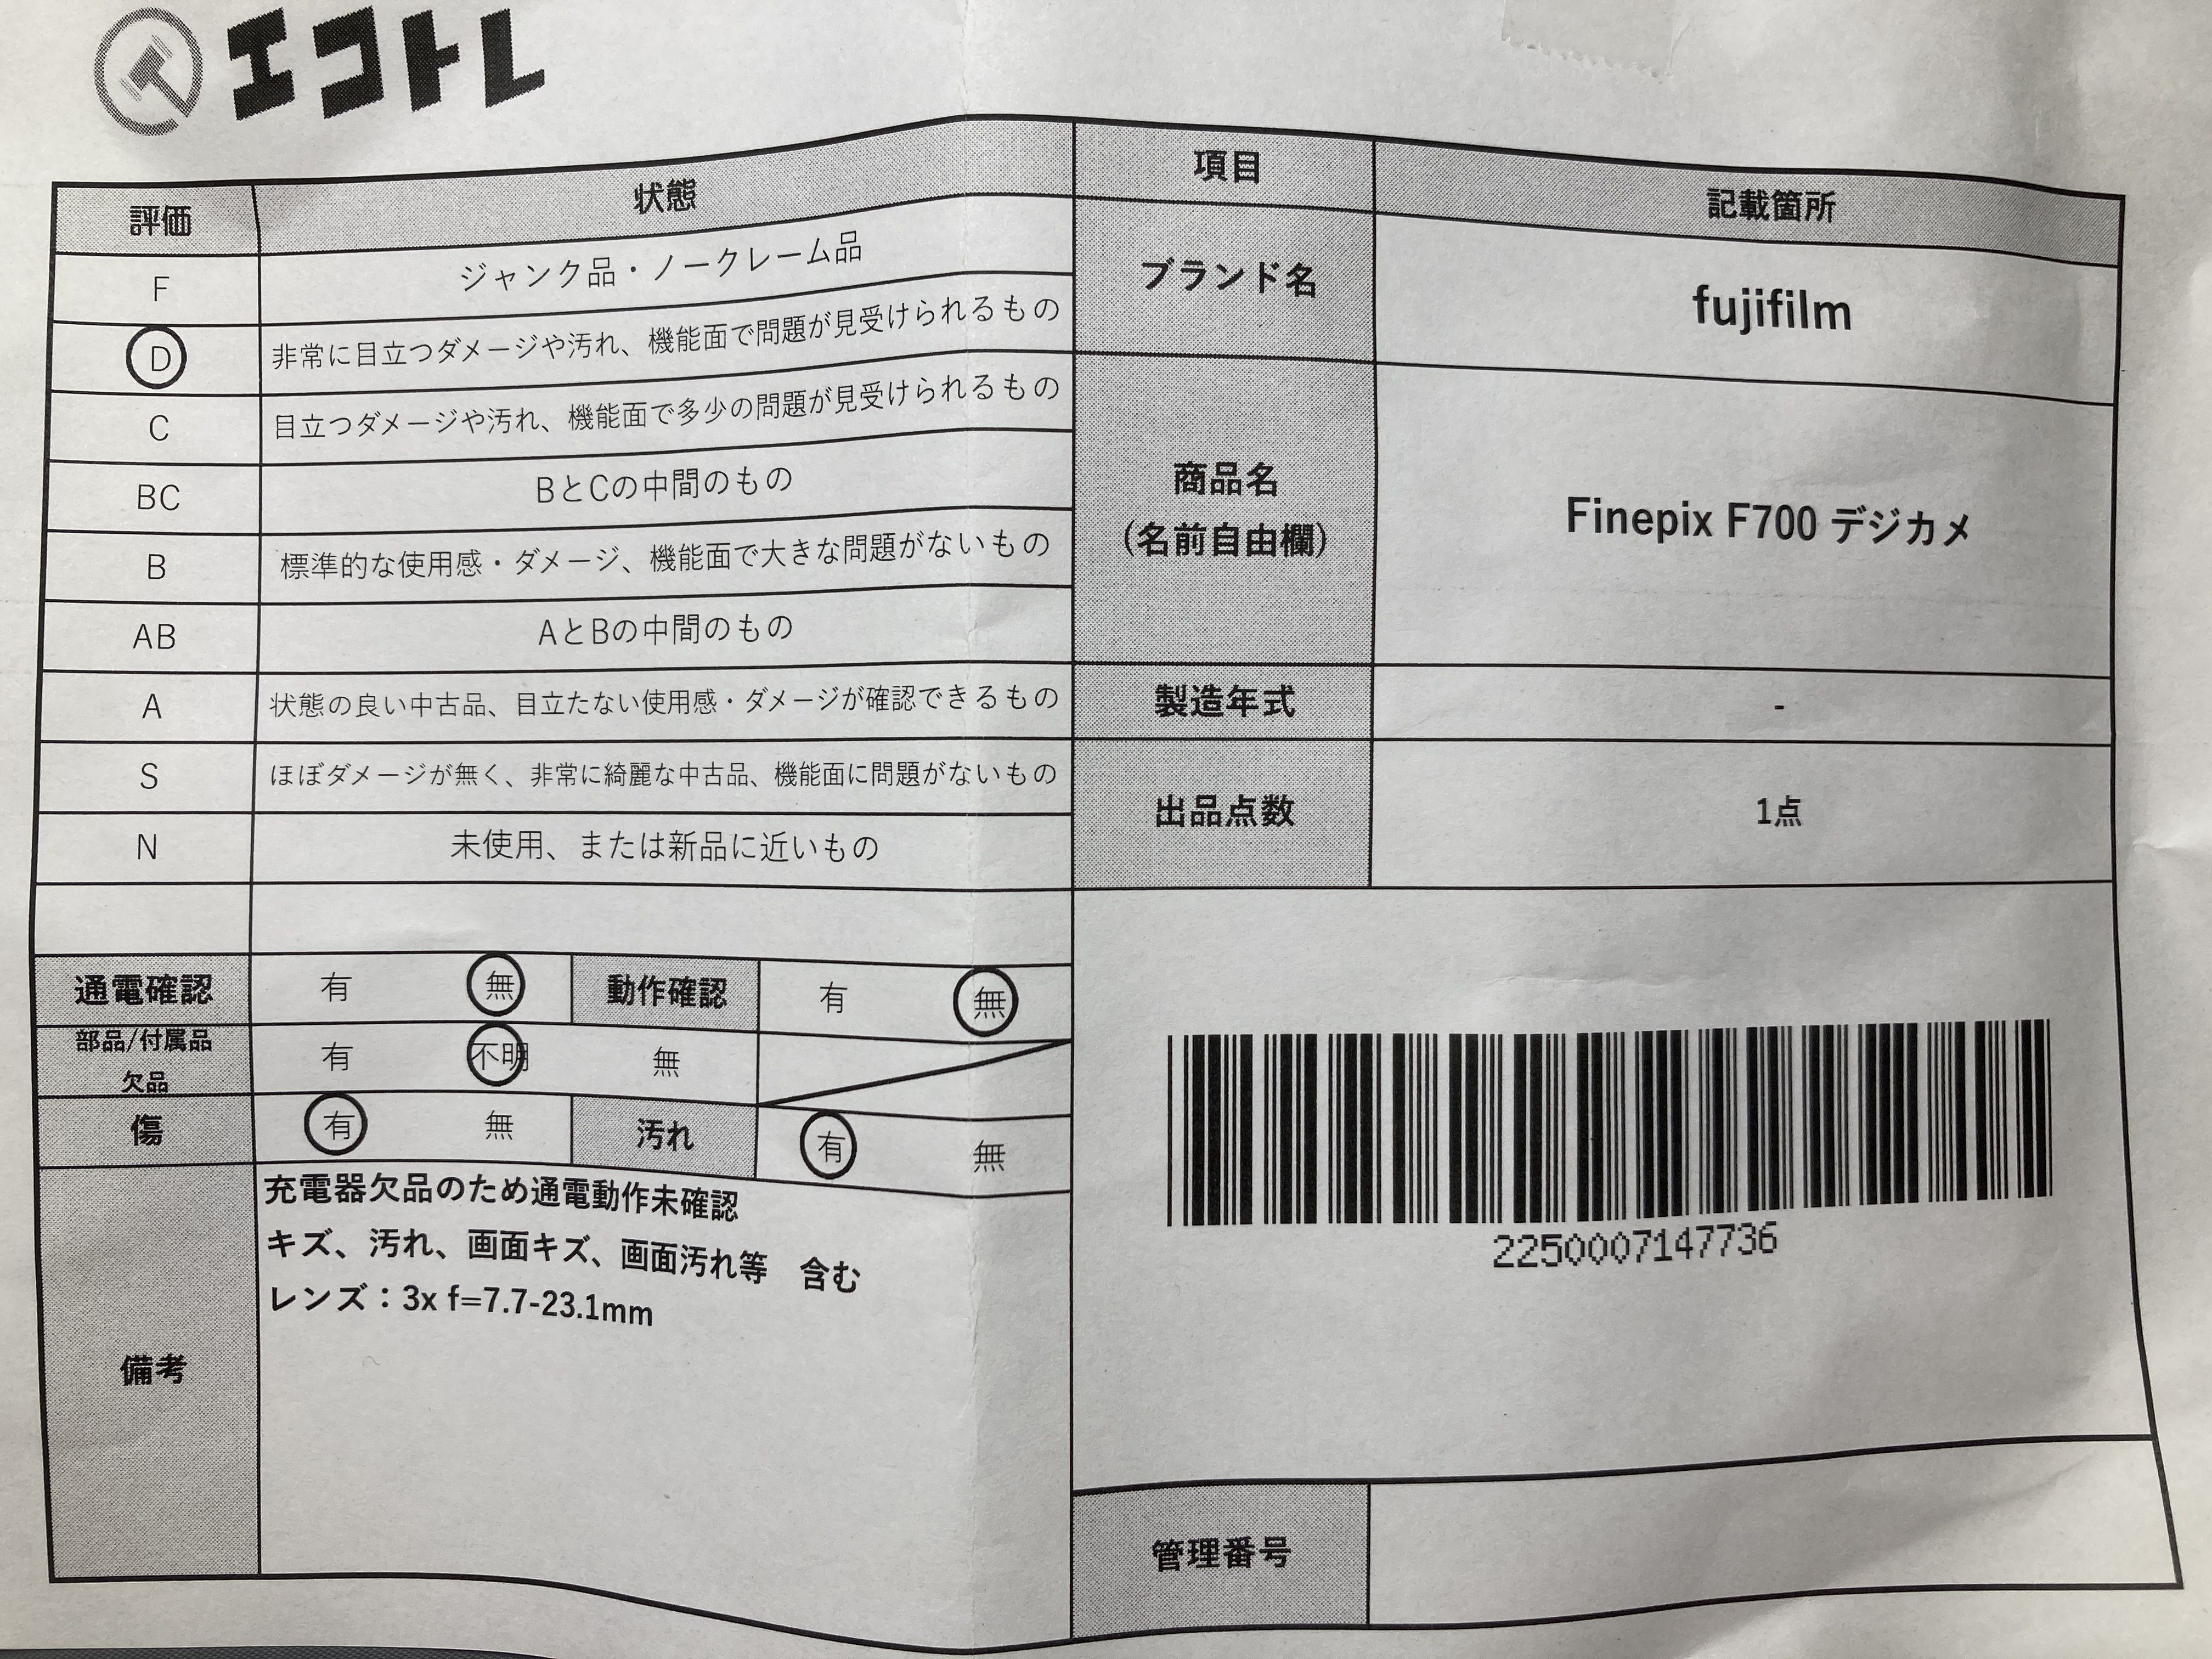 エコトレ
評価
状態
F
ジャンク品・ノークレーム品
D
非常に目立つダメージや汚れ、機能面で問題が見受けられるもの
C
目立つダメージや汚れ、機能面で多少の問題が見受けられるもの
BC
BとCの中間のもの
B
標準的な使用感・ダメージ、機能面で大きな問題がないもの
AB
AとBの中間のもの
A
状態の良い中古品、目立たない使用感・ダメージが確認できるもの
S
ほぼダメージが無く、非常に綺麗な中古品、機能面に問題がないもの
N
未使用、または新品に近いもの
通電確認
有 無
動作確認
有 無
部品/付属品
欠品
有 不明 無
傷
有 無
汚れ
有 無
備考
充電器欠品のため通電動作未確認
キズ、汚れ、画面キズ、画面汚れ等　含む
レンズ：3x f=7.7-23.1mm
項目
記載箇所
ブランド名
fujifilm
商品名
(名前自由欄)
Finepix F700 デジカメ
製造年式
-
出品点数
1点
2250007147736
管理番号